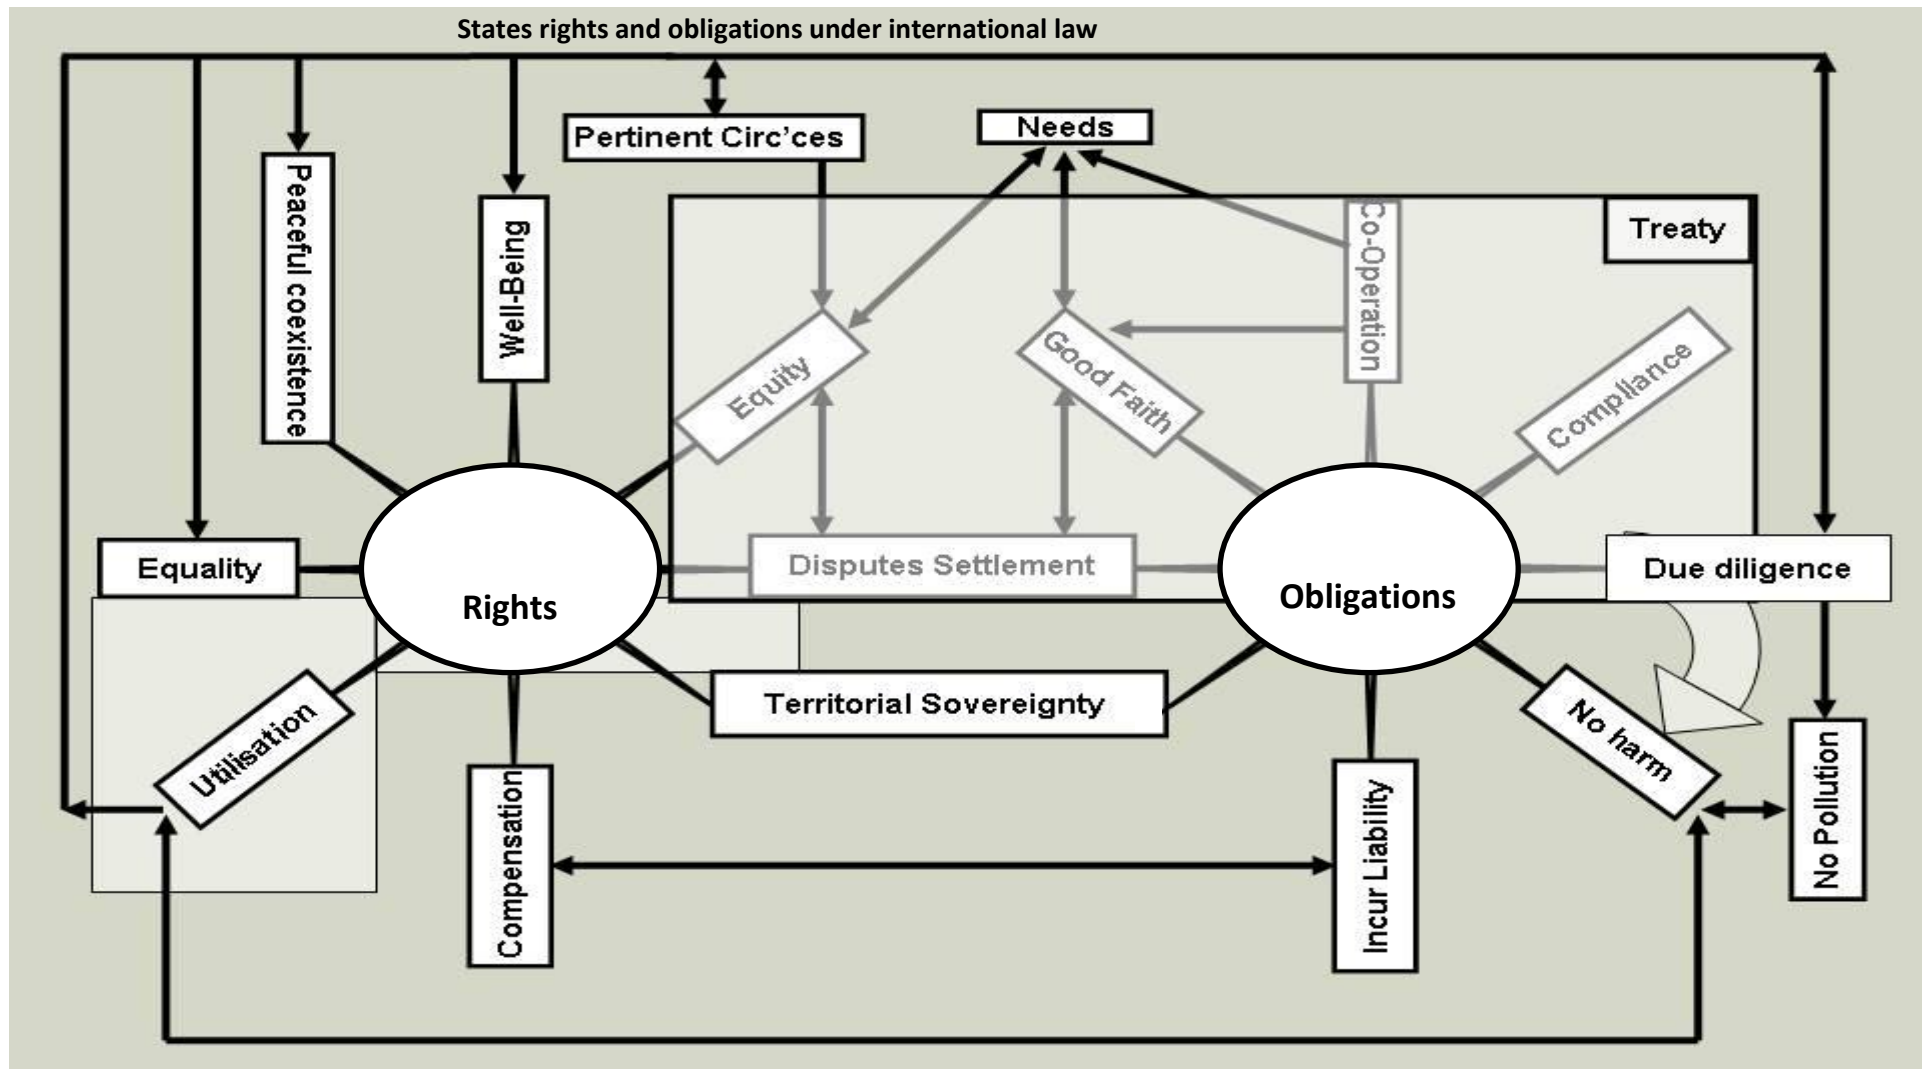 States rights and obligations under international law
Pertinent Circ'ces
Needs
Peaceful coexistence
Well-Being
Co-Operation
Treaty
Equity
Good Faith
Compliance
Equality
Rights
Disputes Settlement
Obligations
Due diligence
Utilisation
Territorial Sovereignty
No harm
Compensation
Incur Liability
No Pollution